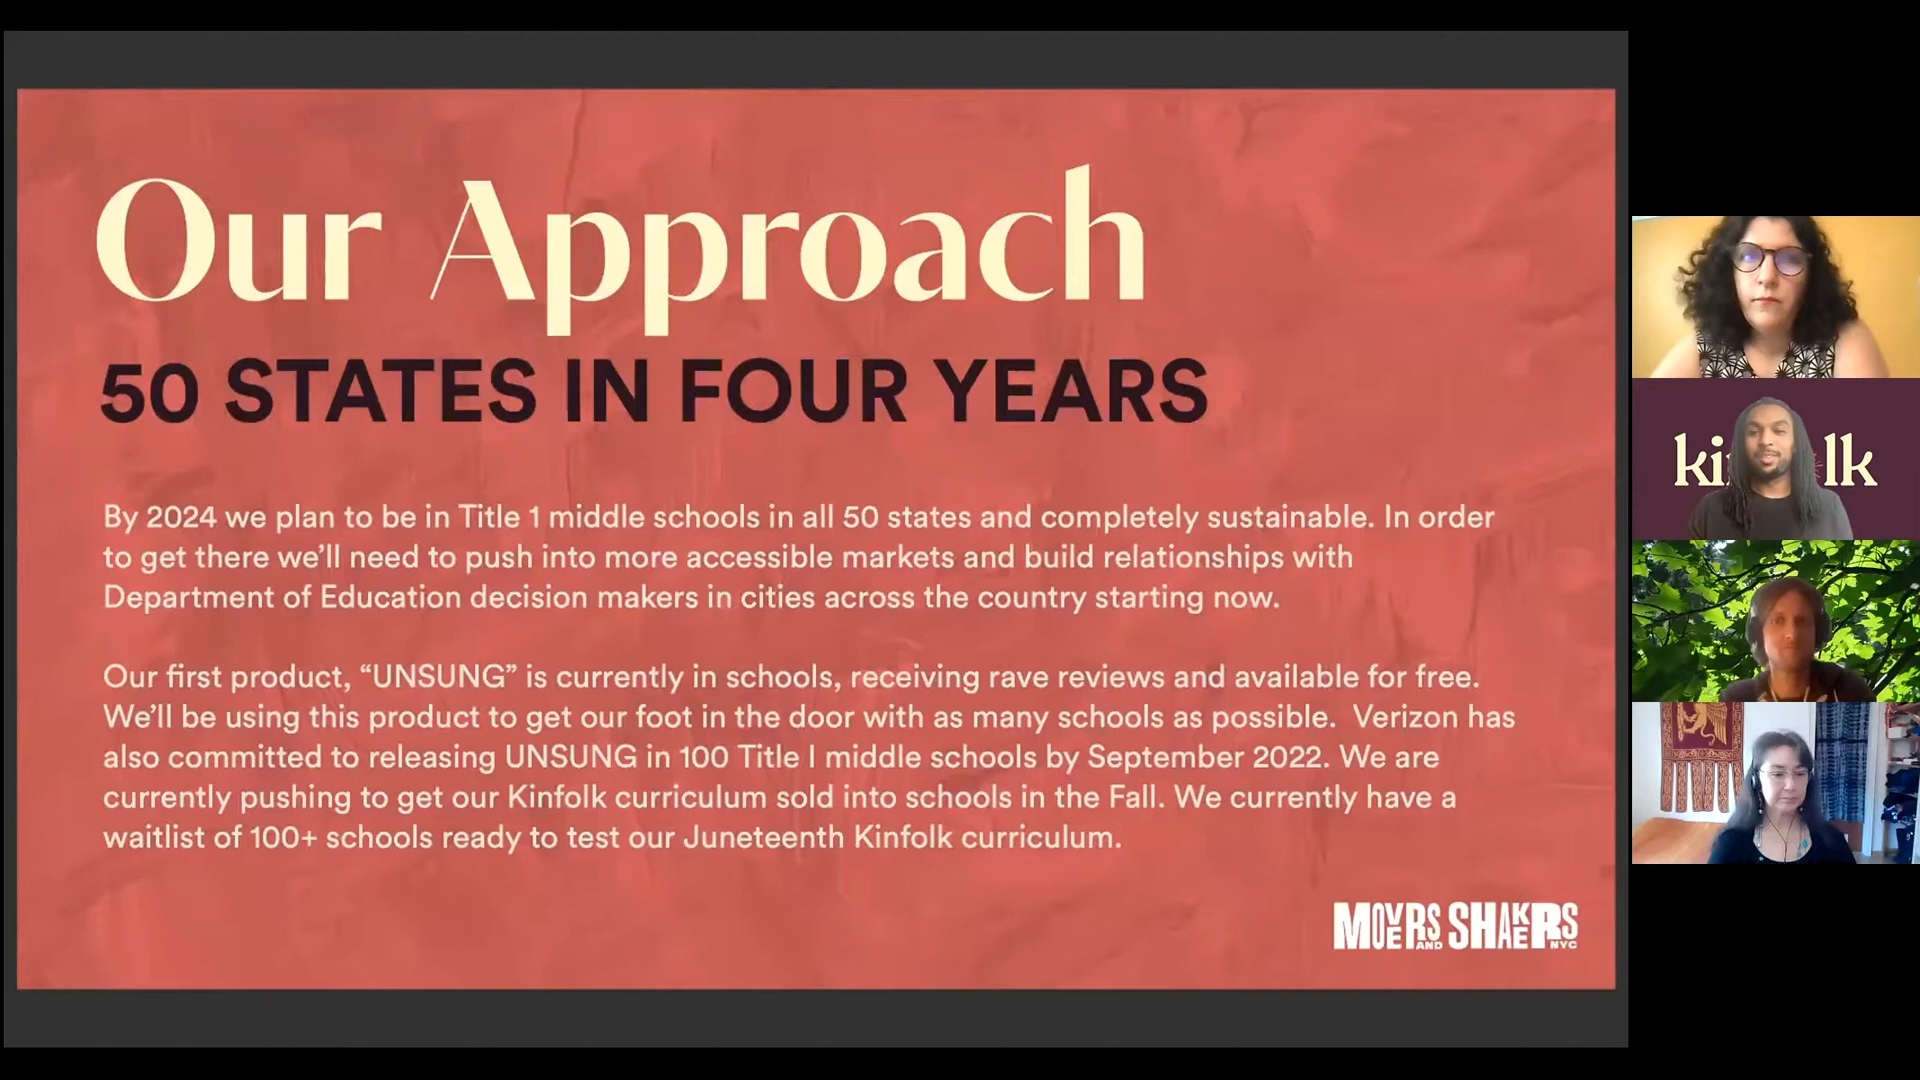 Our Approach
50 STATES IN FOUR YEARS
By 2024 we plan to be in Title 1 middle schools in all 50 states and completely sustainable. In order
to get there we’ll need to push into more accessible markets and build relationships with
Department of Education decision makers in cities across the country starting now.
Our first product, “UNSUNG” is currently in schools, receiving rave reviews and available for free.
We’ll be using this product to get our foot in the door with as many schools as possible. Verizon has
also committed to releasing UNSUNG in 100 Title I middle schools by September 2022. We are
currently pushing to get our Kinfolk curriculum sold into schools in the Fall. We currently have a
waitlist of 100+ schools ready to test our Juneteenth Kinfolk curriculum.
MOVERS AND SHAKERS NYC
ki lk